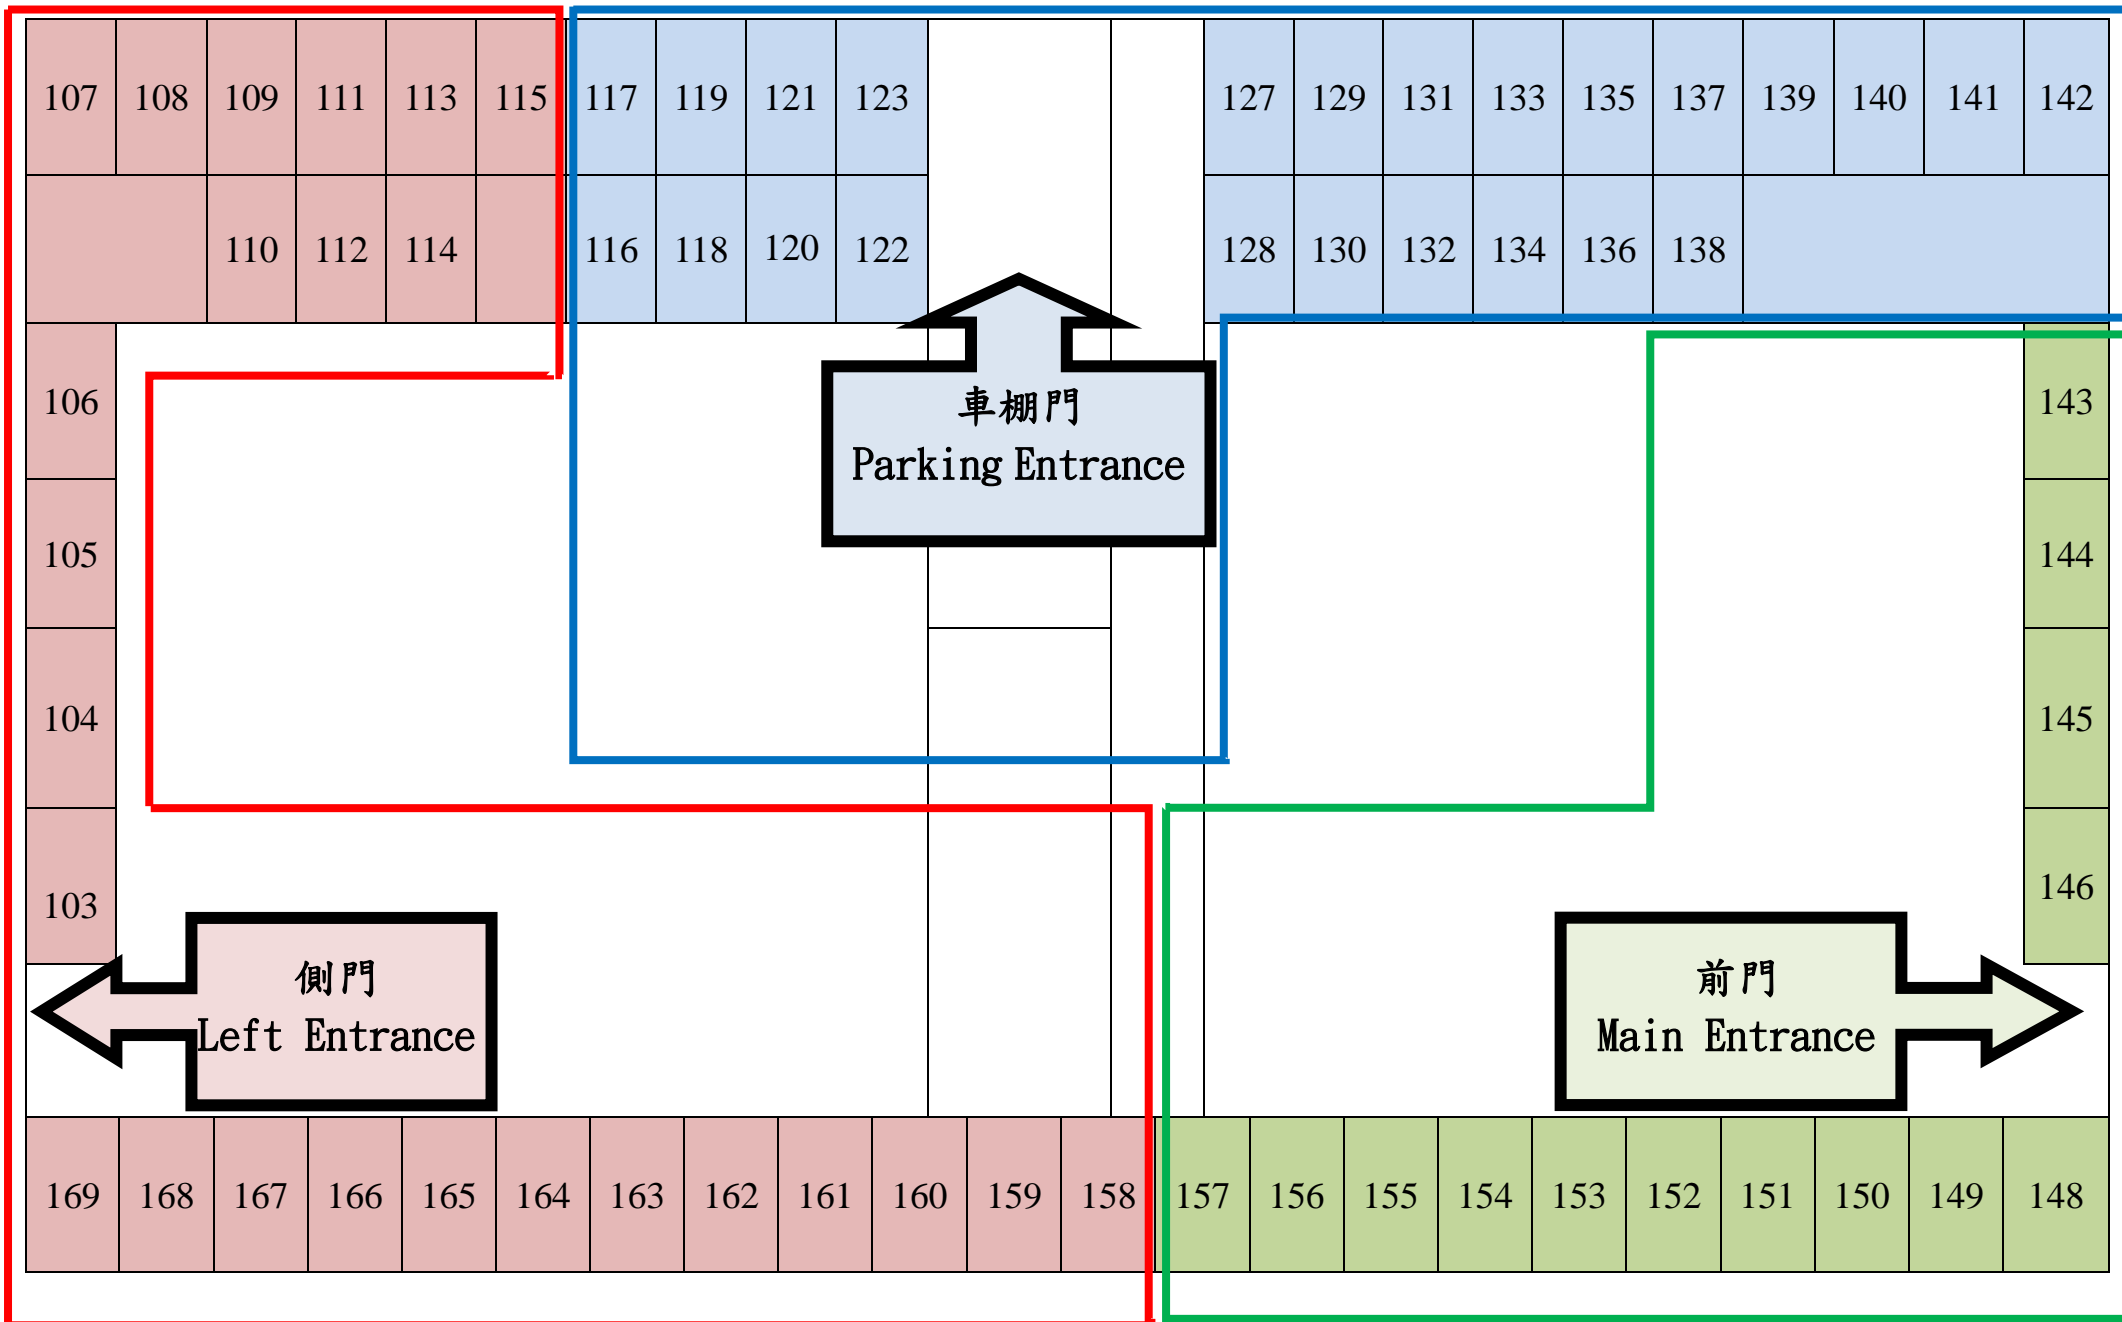 107 108 109 111 113 115 117 119 121 123 127 129 131 133 135 137 139 140 141 142
110 112 114 116 118 120 122 128 130 132 134 136 138
106 143
車棚門
Parking Entrance
105 144
104 145
103 146
側門
Left Entrance
前門
Main Entrance
169 168 167 166 165 164 163 162 161 160 159 158 157 156 155 154 153 152 151 150 149 148